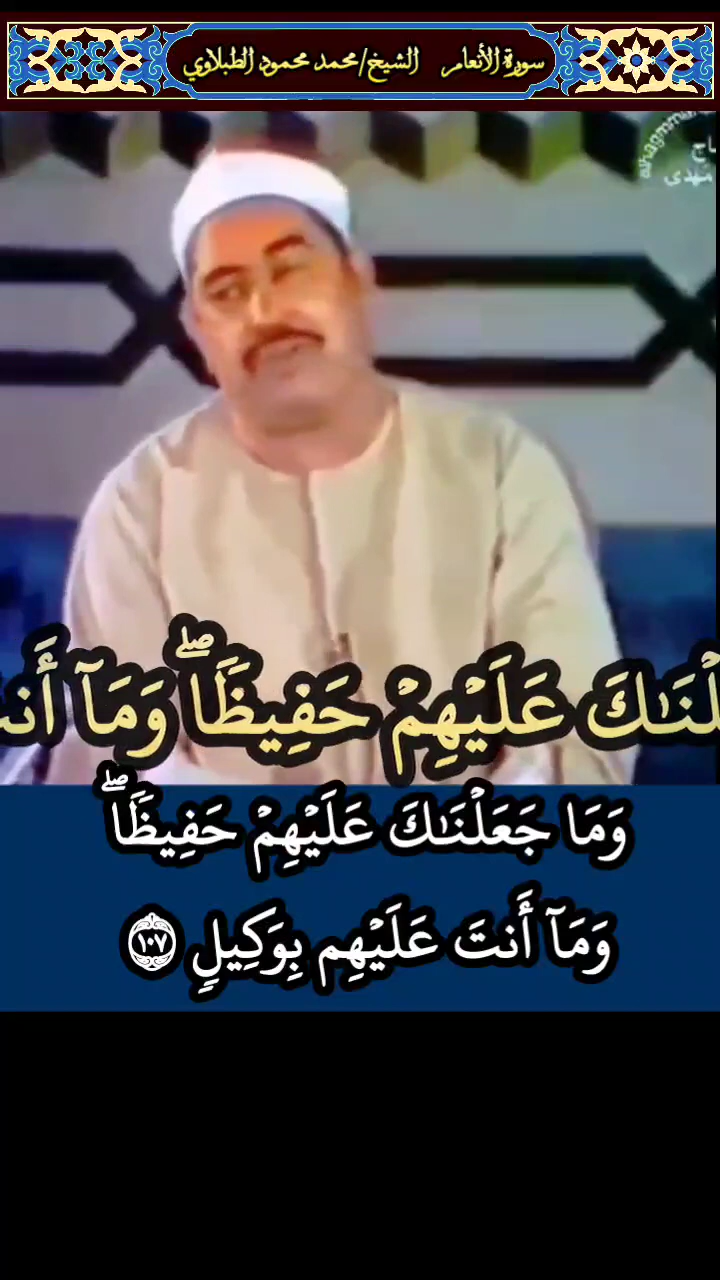 سورة الأنعام الشيخ/محمد محمود الطبلاوي
عَلَيْهِمْ حَفِيظًا ۖ وَمَآ
وَمَا جَعَلْنَٰكَ عَلَيْهِمْ حَفِيظًا ۖ
وَمَآ أَنتَ عَلَيْهِم بِوَكِيلٍ ١٠٧